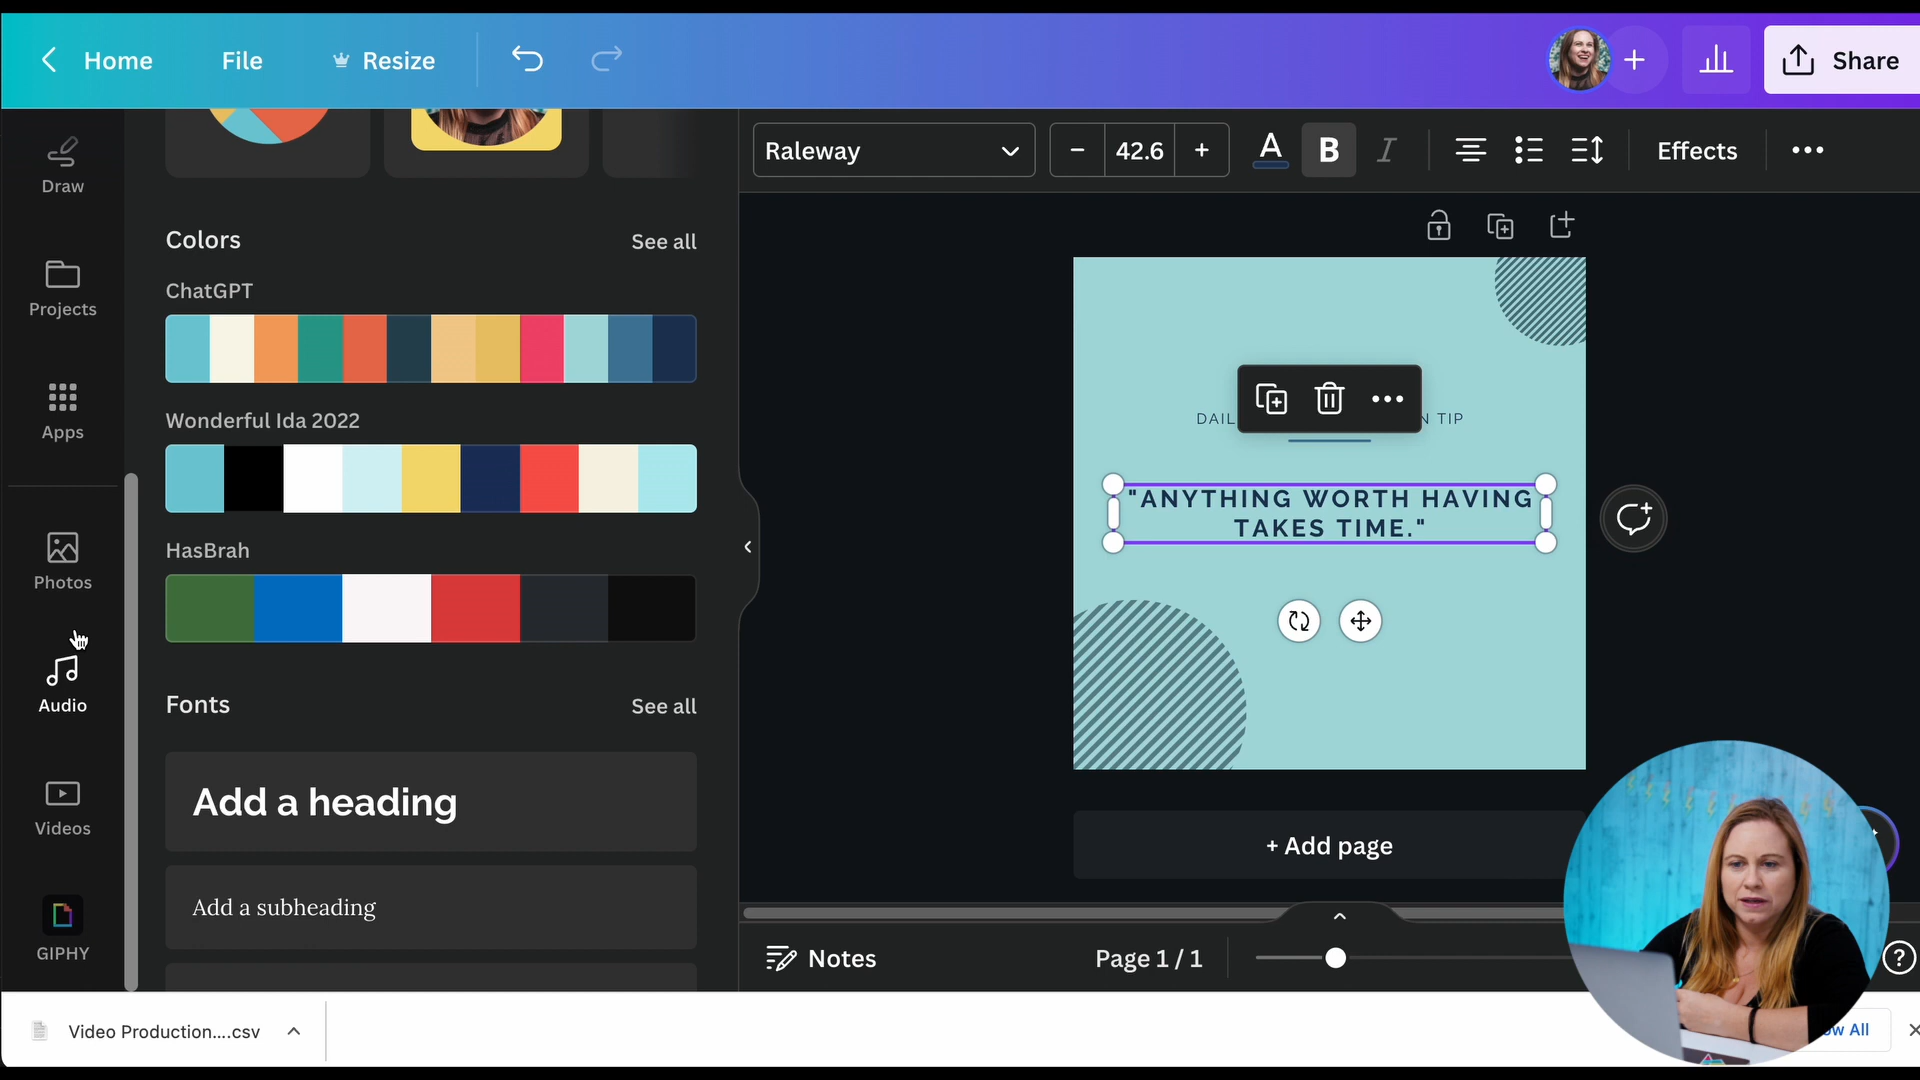 Home
File
Resize
Share
Draw
Projects
Apps
Photos
Audio
Videos
GIPHY
Colors
See all
ChatGPT
Wonderful Ida 2022
HasBrah
Fonts
See all
Add a heading
Add a subheading
Raleway
− 42.6 +
A B I
Effects
DAIL
N TIP
"ANYTHING WORTH HAVING
TAKES TIME."
+ Add page
Notes
Page 1 / 1
?
Video Production....csv
ow All